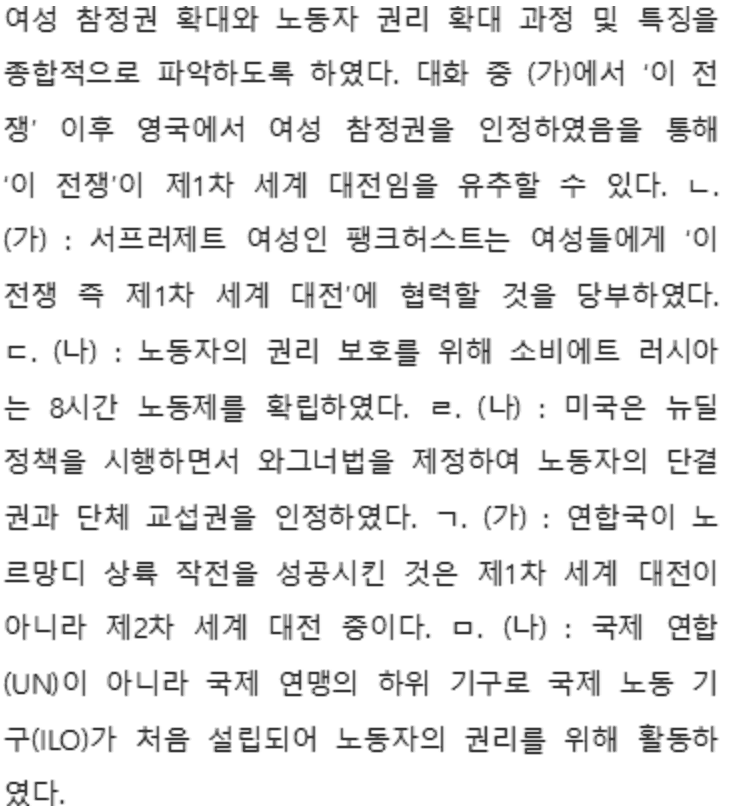 여성 참정권 확대와 노동자 권리 확대 과정 및 특징을
종합적으로 파악하도록 하였다. 대화 중 (가)에서 '이 전
쟁' 이후 영국에서 여성 참정권을 인정하였음을 통해
'이 전쟁'이 제1차 세계 대전임을 유추할 수 있다. ㄴ.
(가) : 서프러제트 여성인 팽크허스트는 여성들에게 '이
전쟁 즉 제1차 세계 대전'에 협력할 것을 당부하였다.
ㄷ. (나) : 노동자의 권리 보호를 위해 소비에트 러시아
는 8시간 노동제를 확립하였다. ㄹ. (나) : 미국은 뉴딜
정책을 시행하면서 와그너법을 제정하여 노동자의 단결
권과 단체 교섭권을 인정하였다. ㄱ. (가) : 연합국이 노
르망디 상륙 작전을 성공시킨 것은 제1차 세계 대전이
아니라 제2차 세계 대전 중이다. ㅁ. (나) : 국제 연합
(UN)이 아니라 국제 연맹의 하위 기구로 국제 노동 기
구(ILO)가 처음 설립되어 노동자의 권리를 위해 활동하
였다.